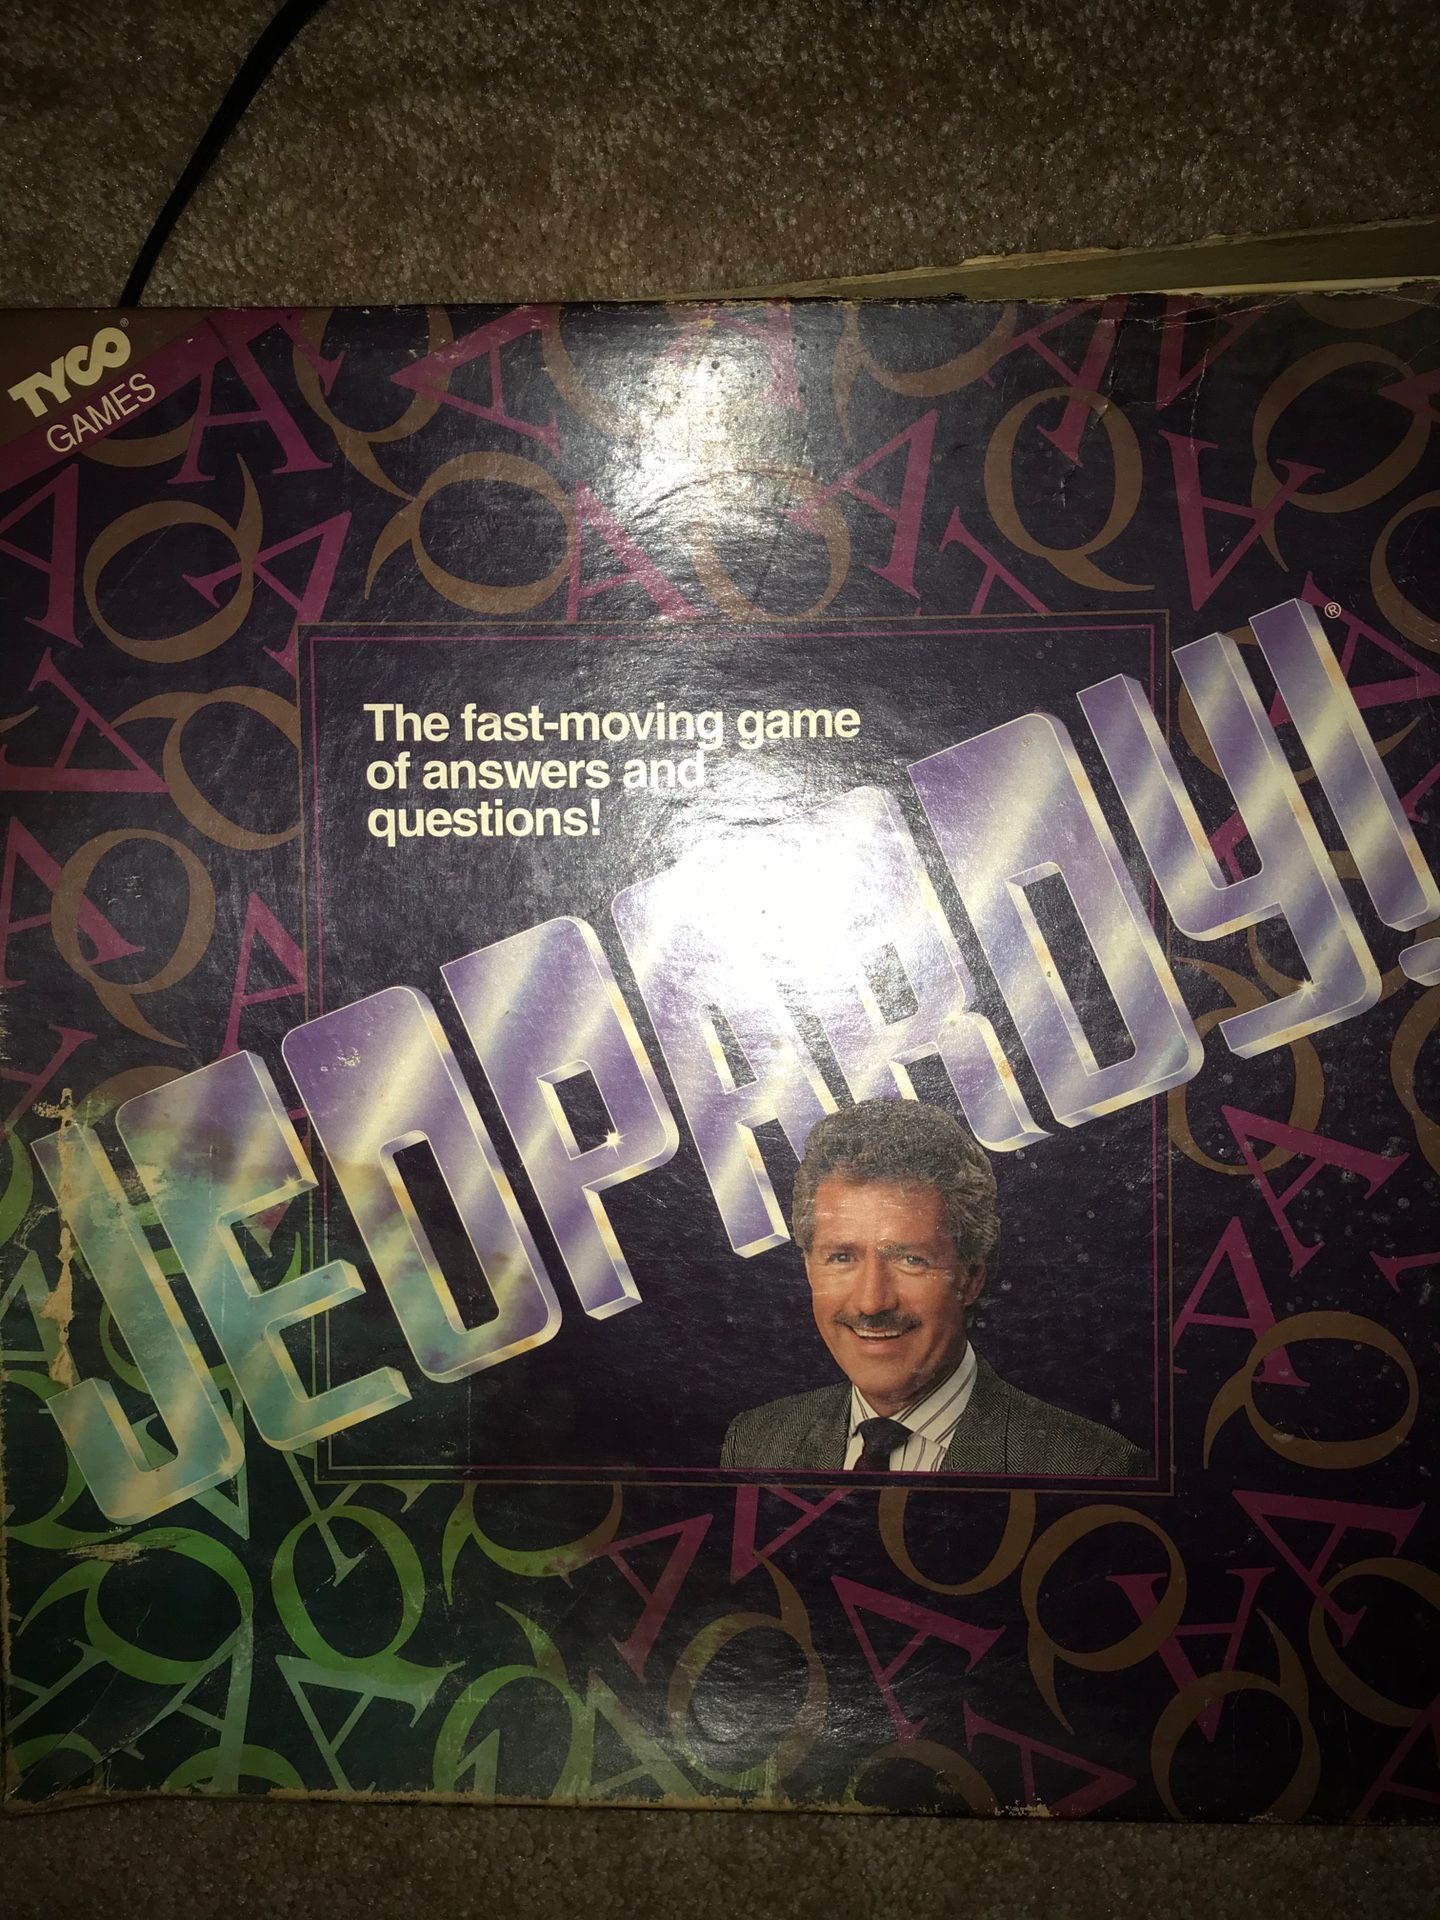 TYCO®
GAMES
The fast-moving game
of answers and
questions!
JEOPARDY!®